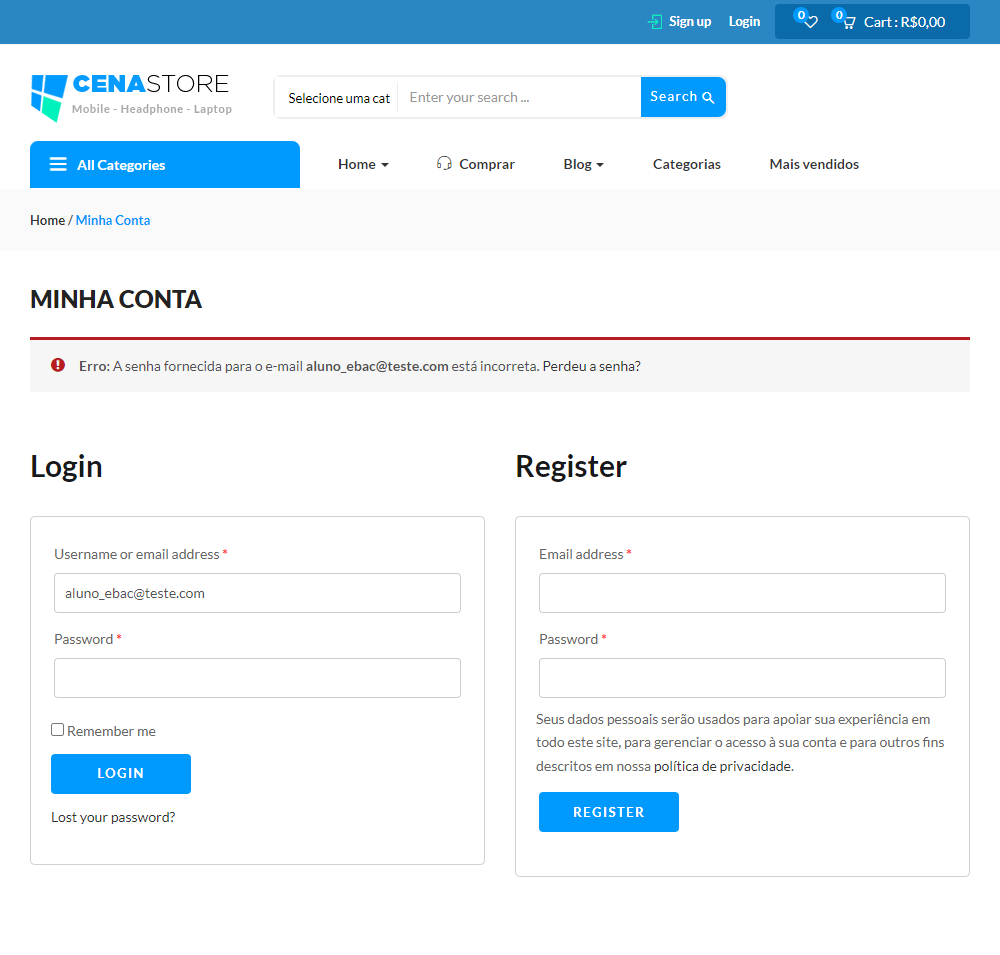 Sign up Login 0 0 Cart : R$0,00
CENASTORE
Mobile - Headphone - Laptop
Selecione uma cat Enter your search ... Search
All Categories Home Comprar Blog Categorias Mais vendidos
Home / Minha Conta
MINHA CONTA
Erro: A senha fornecida para o e-mail aluno_ebac@teste.com está incorreta. Perdeu a senha?
Login
Username or email address *
aluno_ebac@teste.com
Password *
Remember me
LOGIN
Lost your password?
Register
Email address *
Password *
Seus dados pessoais serão usados para apoiar sua experiência em
todo este site, para gerenciar o acesso à sua conta e para outros fins
descritos em nossa política de privacidade.
REGISTER